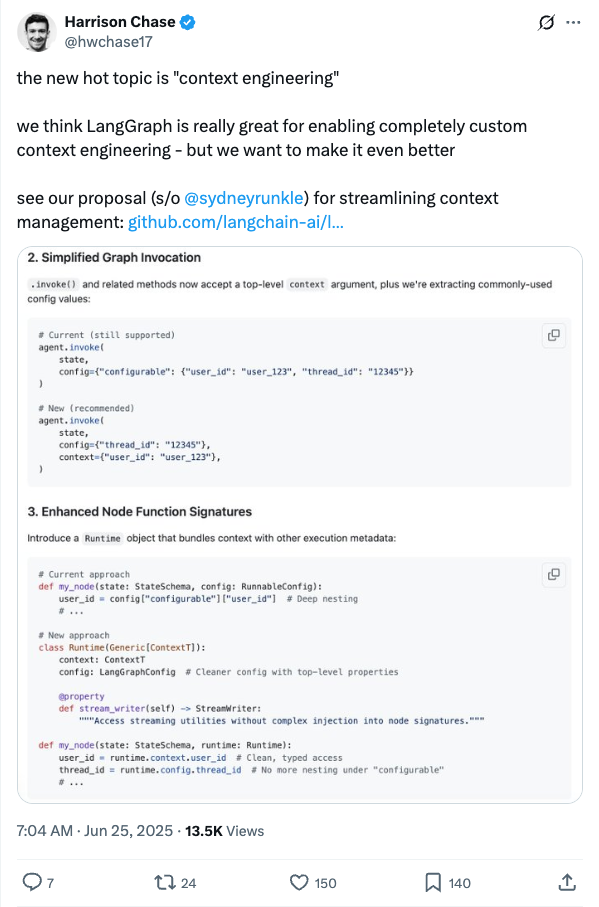 Harrison Chase
@hwchase17
the new hot topic is "context engineering"
we think LangGraph is really great for enabling completely custom
context engineering - but we want to make it even better
see our proposal (s/o @sydneyrunkle) for streamlining context
management: github.com/langchain-ai/l...
2. Simplified Graph Invocation
.invoke() and related methods now accept a top-level context argument, plus we're extracting commonly-used
config values:
# Current (still supported)
agent.invoke(
    state,
    config={"configurable": {"user_id": "user_123", "thread_id": "12345"}}
)
# New (recommended)
agent.invoke(
    state,
    config={"thread_id": "12345"},
    context={"user_id": "user_123"},
)
3. Enhanced Node Function Signatures
Introduce a Runtime object that bundles context with other execution metadata:
# Current approach
def my_node(state: StateSchema, config: RunnableConfig):
    user_id = config["configurable"]["user_id"]  # Deep nesting
    # ...
# New approach
class Runtime(Generic[ContextT]):
    context: ContextT
    config: LangGraphConfig  # Cleaner config with top-level properties
    @property
    def stream_writer(self) -> StreamWriter:
        """Access streaming utilities without complex injection into node signatures."""
def my_node(state: StateSchema, runtime: Runtime):
    user_id = runtime.context.user_id  # Clean, typed access
    thread_id = runtime.config.thread_id  # No more nesting under "configurable"
    # ...
7:04 AM · Jun 25, 2025 · 13.5K Views
7 24 150 140